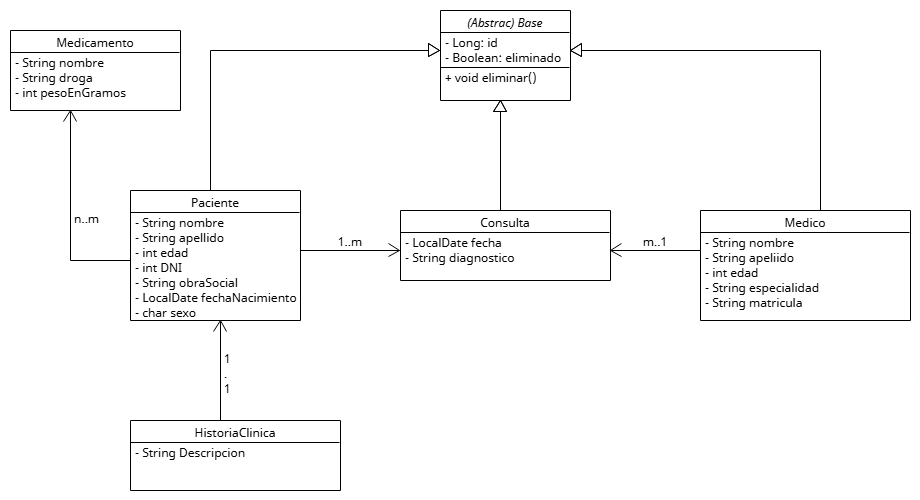 (Abstrac) Base
- Long: id
- Boolean: eliminado
+ void eliminar()
Medicamento
- String nombre
- String droga
- int pesoEnGramos
n..m
Paciente
- String nombre
- String apellido
- int edad
- int DNI
- String obraSocial
- LocalDate fechaNacimiento
- char sexo
1..m
Consulta
- LocalDate fecha
- String diagnostico
m..1
Medico
- String nombre
- String apeliido
- int edad
- String especialidad
- String matricula
1
.
1
HistoriaClinica
- String Descripcion